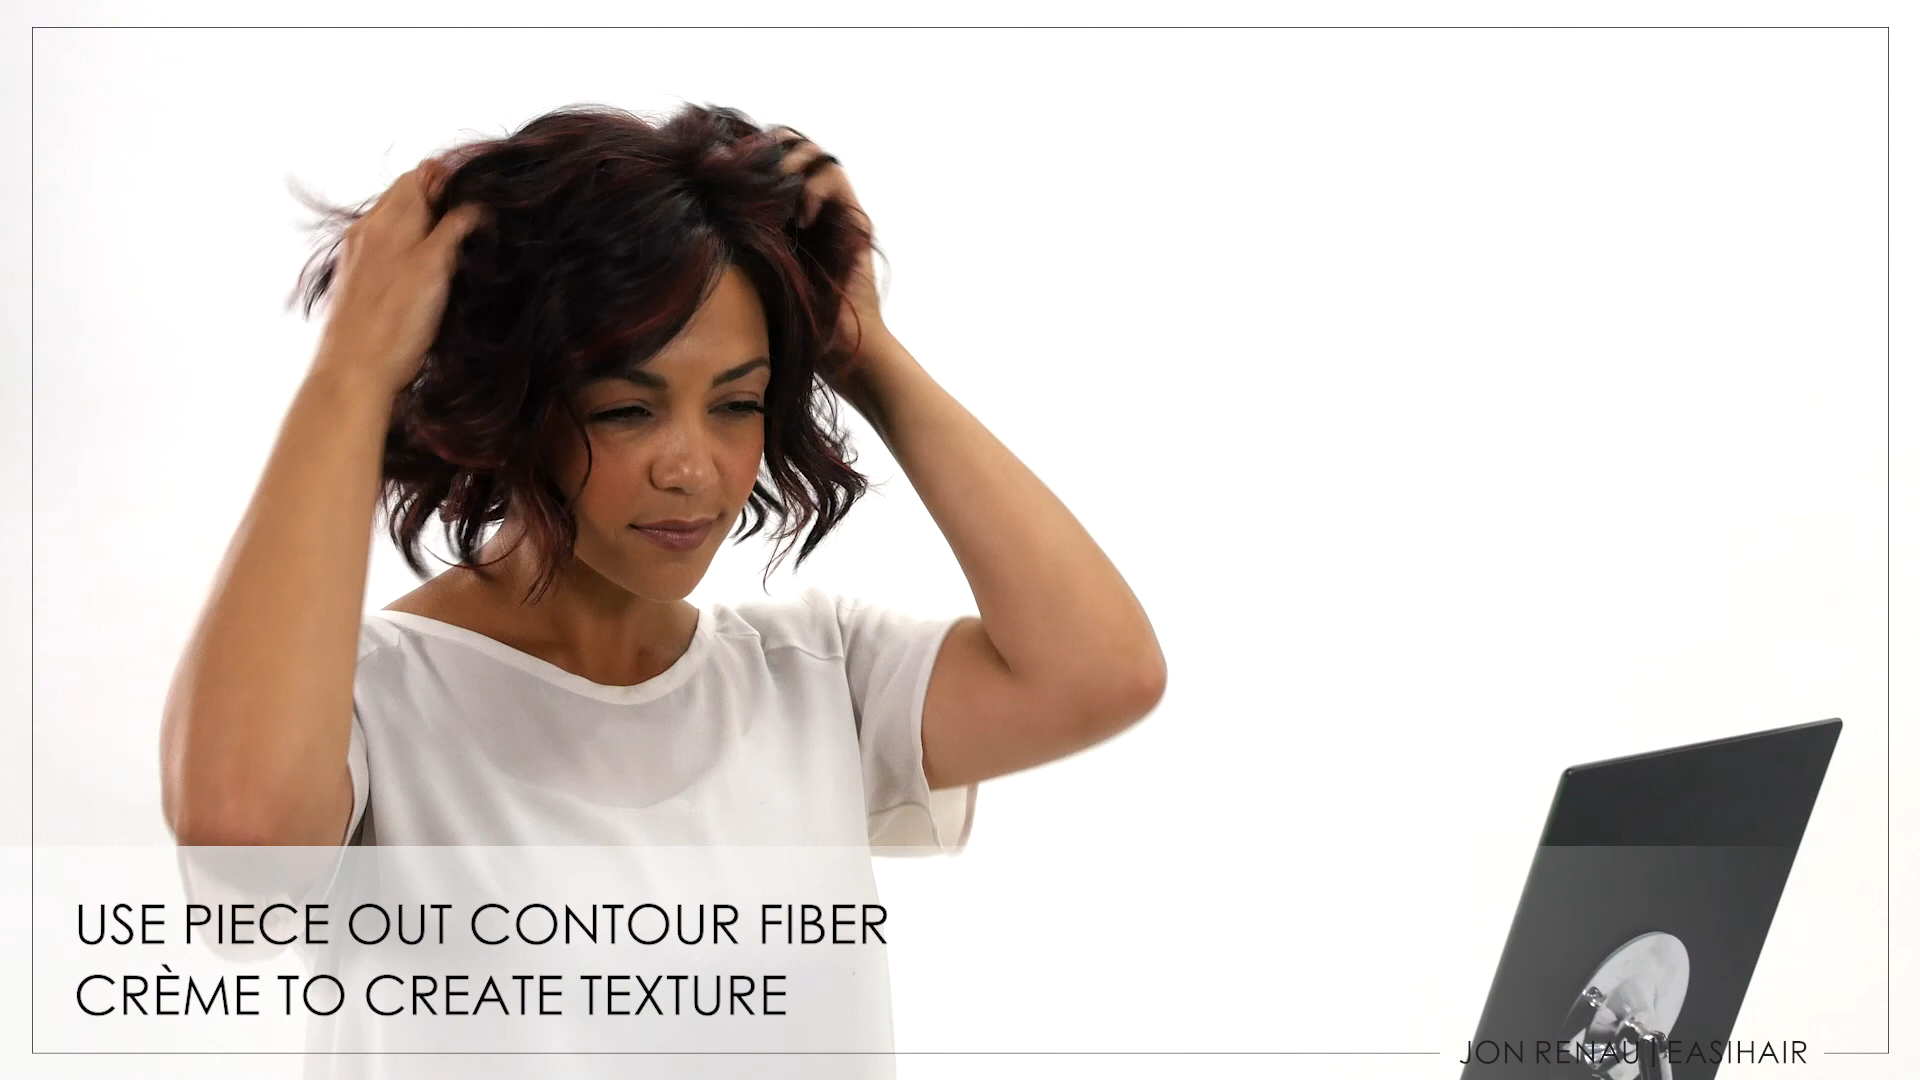 USE PIECE OUT CONTOUR FIBER
CRÈME TO CREATE TEXTURE
JON RENAU | EASIHAIR